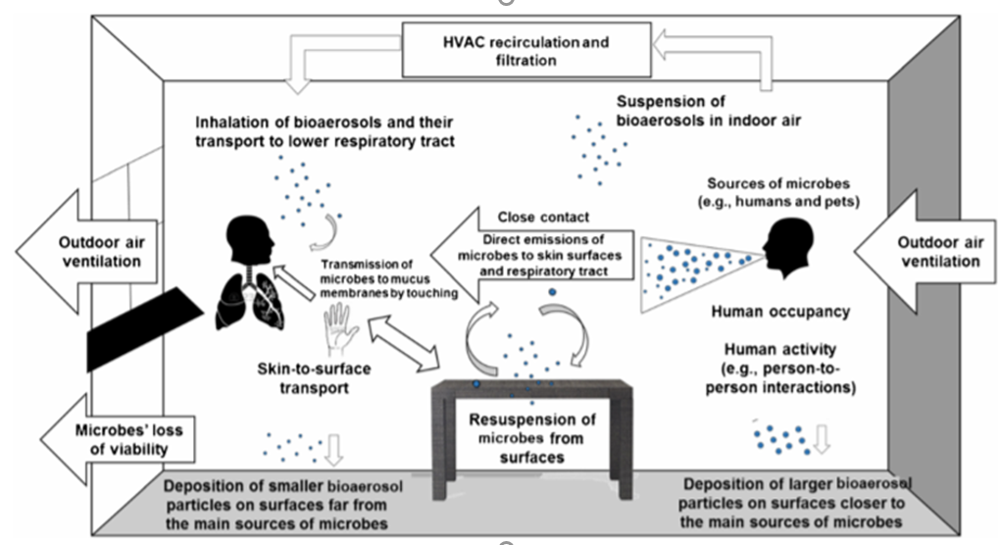 HVAC recirculation and
filtration
Suspension of
bioaerosols in indoor air
Inhalation of bioaerosols and their
transport to lower respiratory tract
Sources of microbes
(e.g., humans and pets)
Close contact
Direct emissions of
microbes to skin surfaces
and respiratory tract
Outdoor air
ventilation
Outdoor air
ventilation
Transmission of
microbes to mucus
membranes by touching
Human occupancy
Human activity
(e.g., person-to-
person interactions)
Skin-to-surface
transport
Resuspension of
microbes from
surfaces
Microbes' loss
of viability
Deposition of smaller bioaerosol
particles on surfaces far from
the main sources of microbes
Deposition of larger bioaerosol
particles on surfaces closer to
the main sources of microbes